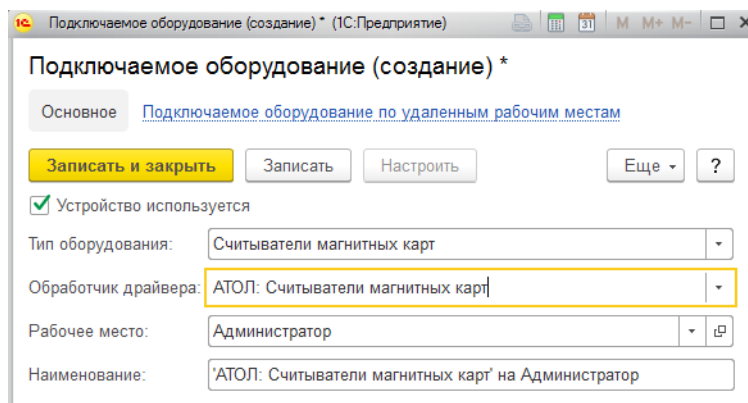 1С Подключаемое оборудование (создание) * (1С:Предприятие) 31 M M+ M-
Подключаемое оборудование (создание) *
Основное Подключаемое оборудование по удаленным рабочим местам
Записать и закрыть Записать Настроить Еще ?
Устройство используется
Тип оборудования: Считыватели магнитных карт
Обработчик драйвера: АТОЛ: Считыватели магнитных карт
Рабочее место: Администратор
Наименование: 'АТОЛ: Считыватели магнитных карт' на Администратор